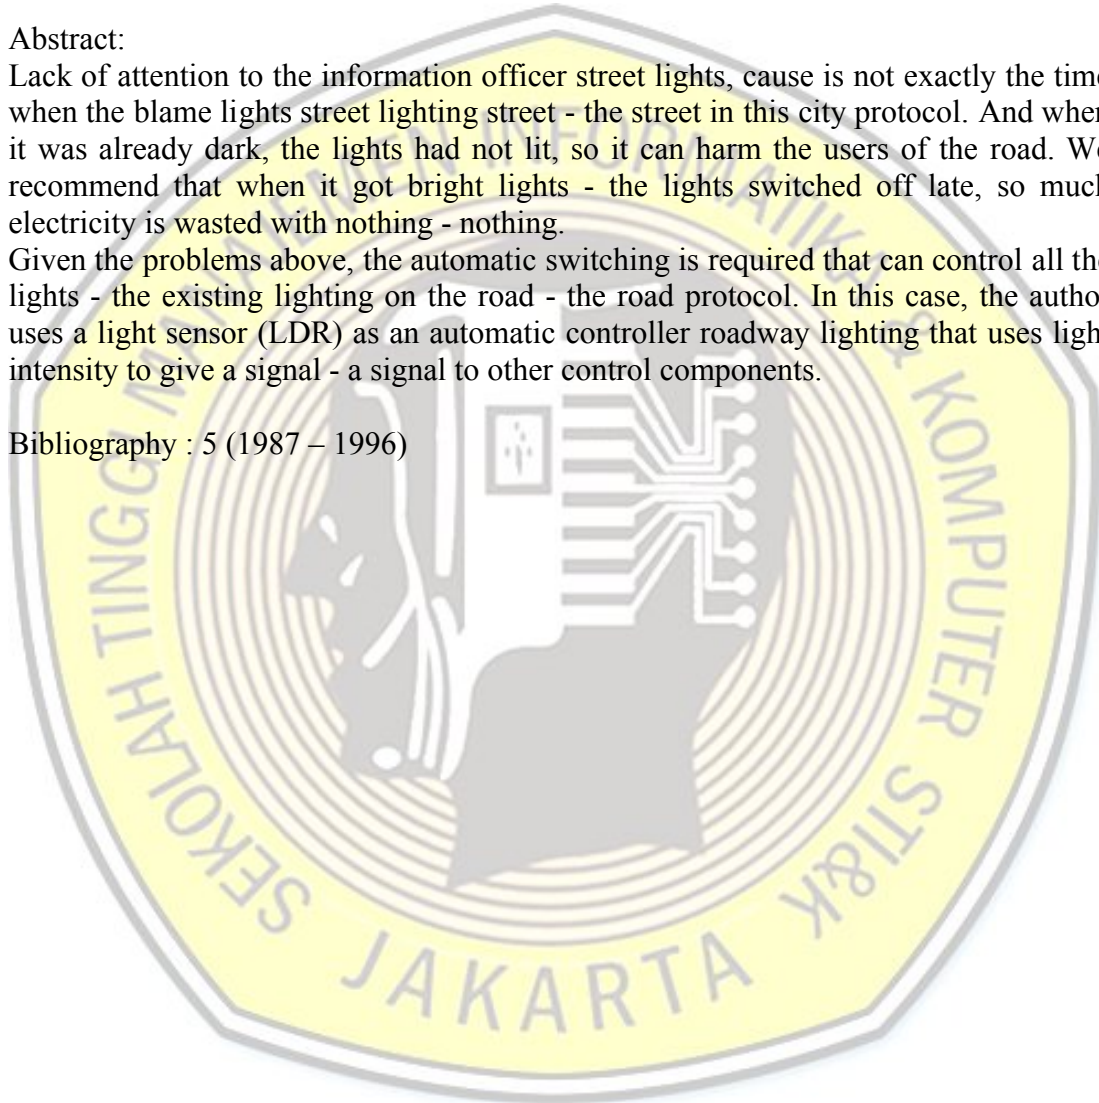 Abstract:
Lack of attention to the information officer street lights, cause is not exactly the time
when the blame lights street lighting street - the street in this city protocol. And when
it was already dark, the lights had not lit, so it can harm the users of the road. We
recommend that when it got bright lights - the lights switched off late, so much
electricity is wasted with nothing - nothing.
Given the problems above, the automatic switching is required that can control all the
lights - the existing lighting on the road - the road protocol. In this case, the autho
uses a light sensor (LDR) as an automatic controller roadway lighting that uses ligh
intensity to give a signal - a signal to other control components.
Bibliography : 5 (1987 – 1996)
SEKOLAH TINGGI MANAJEMEN INFORMATIKA & KOMPUTER STI&K
JAKARTA